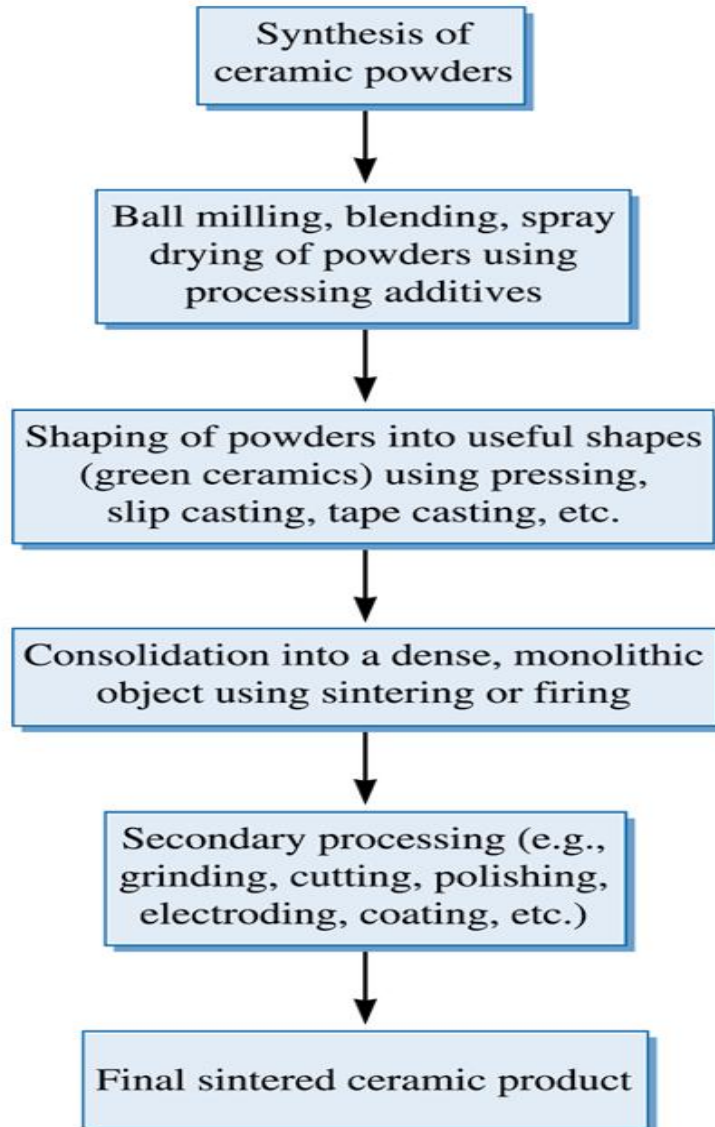 Synthesis of
ceramic powders
Ball milling, blending, spray
drying of powders using
processing additives
Shaping of powders into useful shapes
(green ceramics) using pressing,
slip casting, tape casting, etc.
Consolidation into a dense, monolithic
object using sintering or firing
Secondary processing (e.g.,
grinding, cutting, polishing,
electroding, coating, etc.)
Final sintered ceramic product